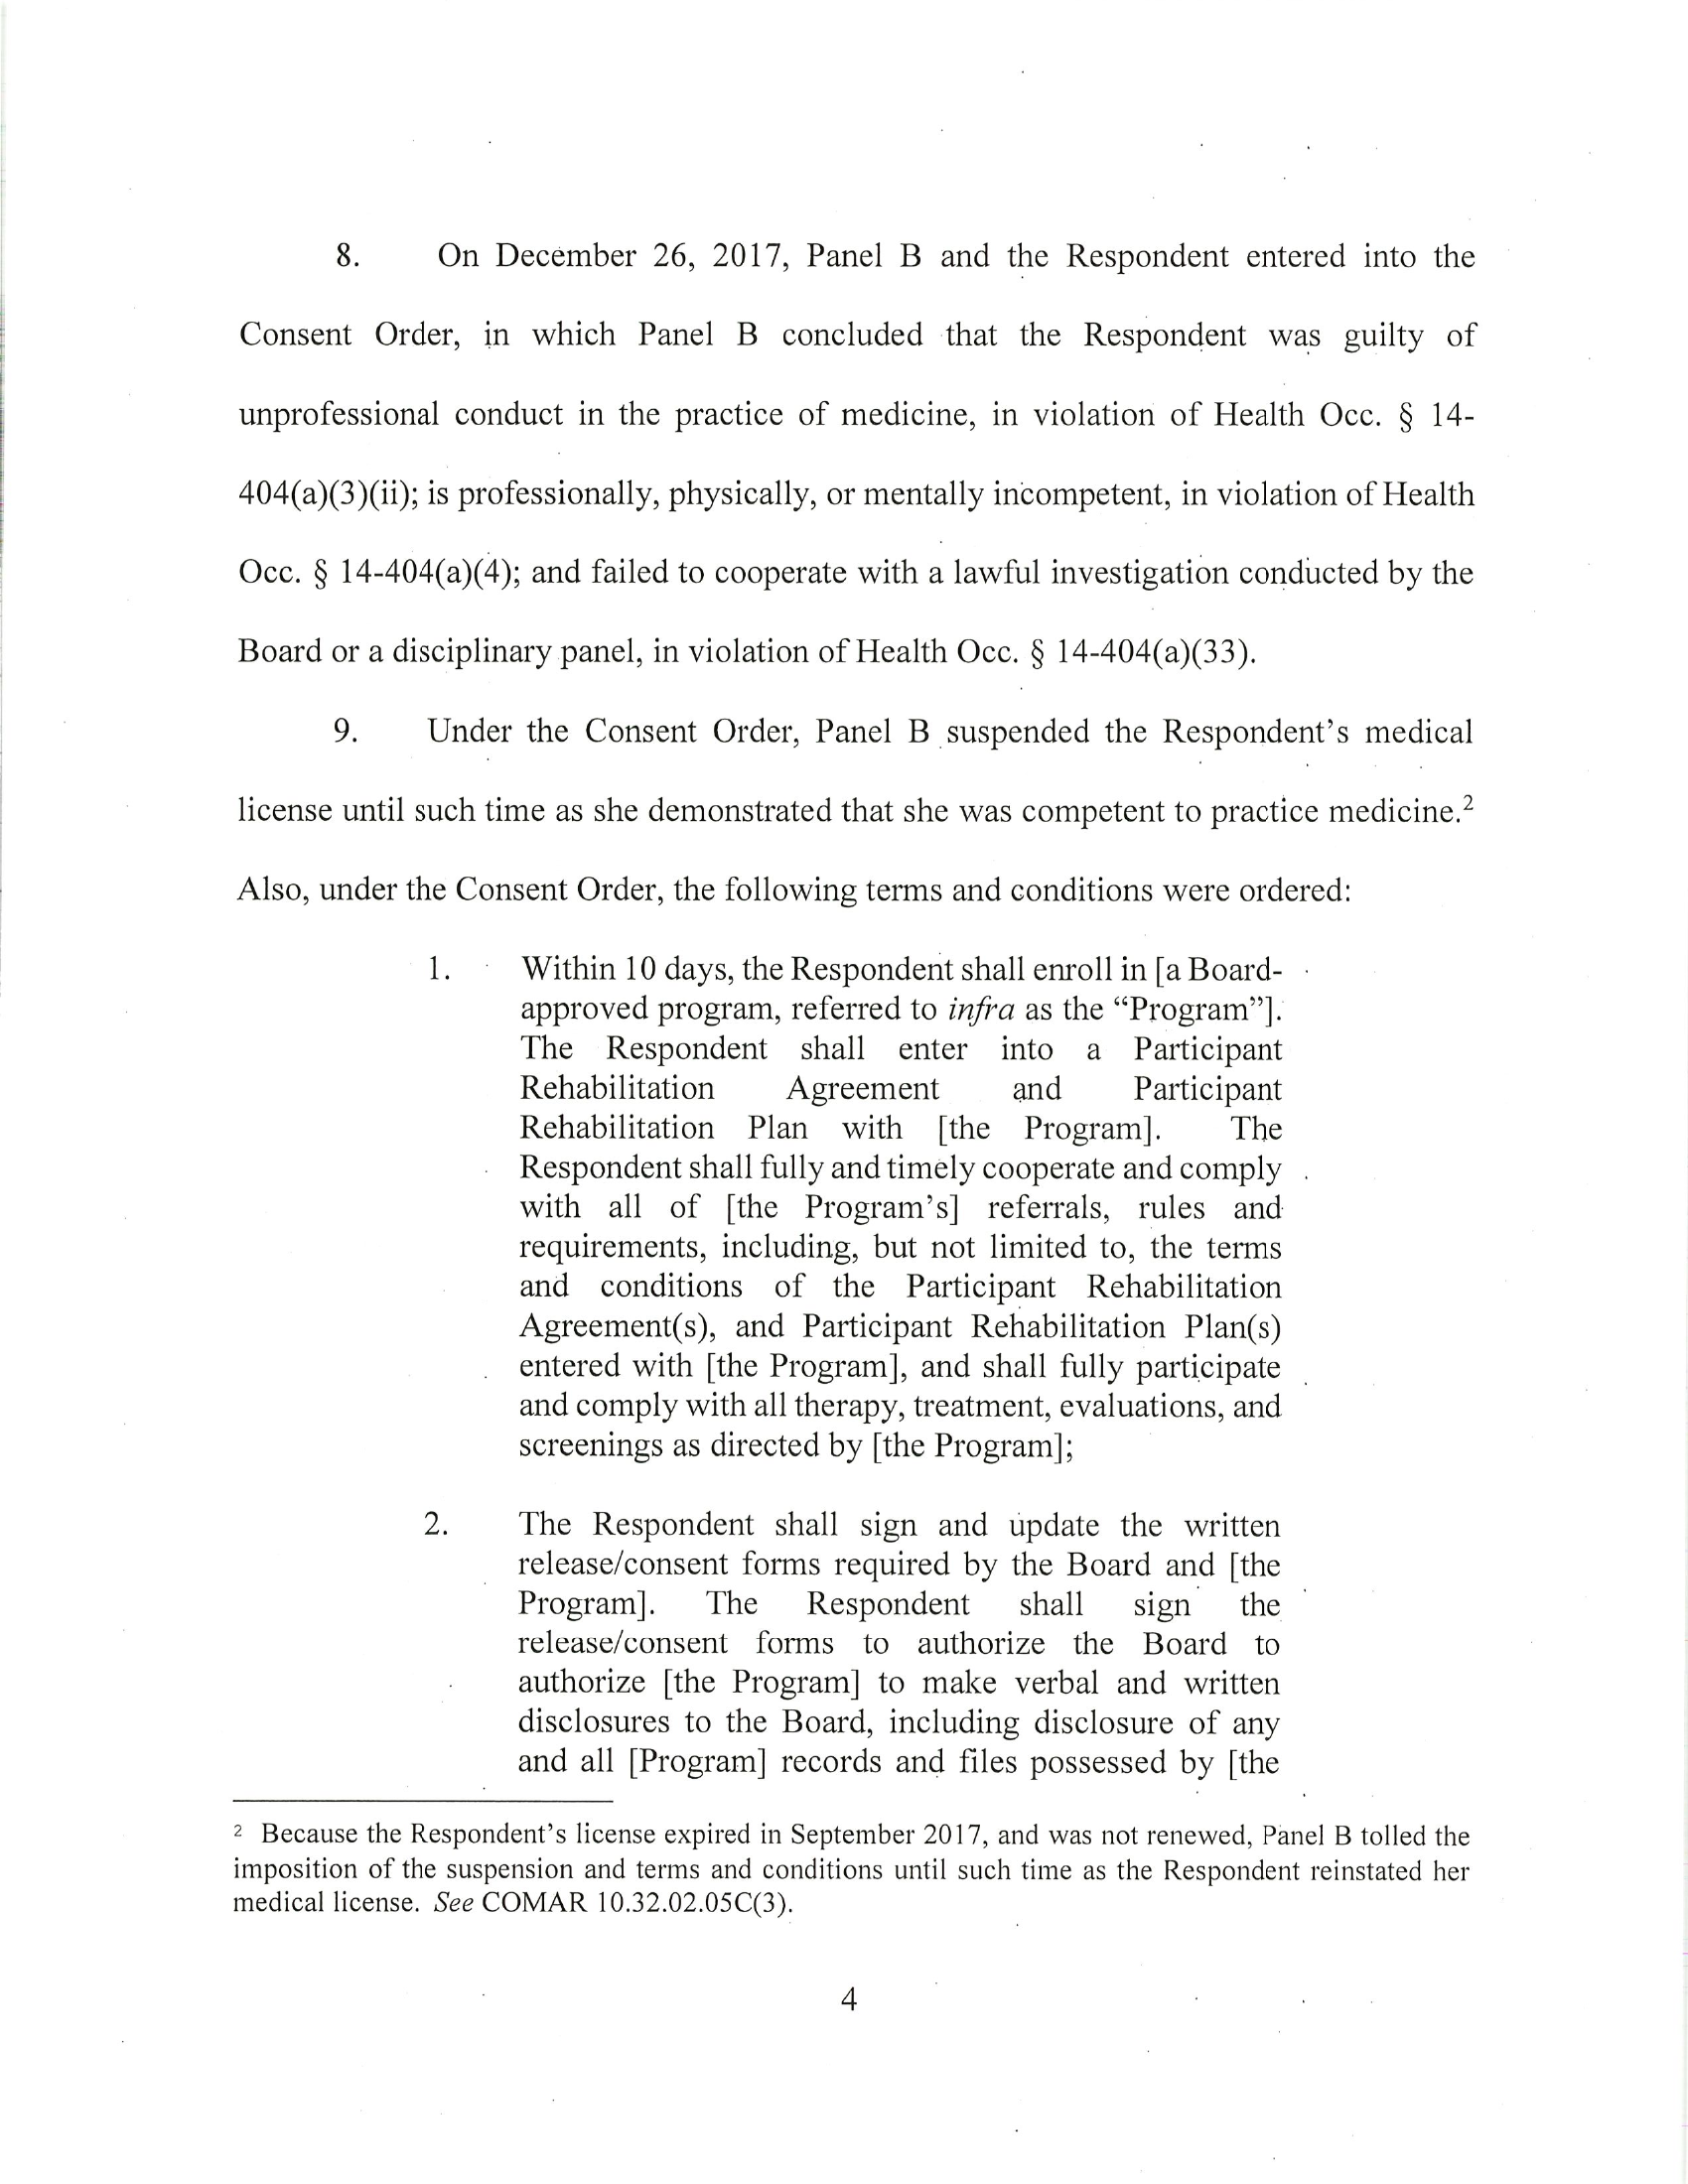 8. On December 26, 2017, Panel B and the Respondent entered into the
Consent Order, in which Panel B concluded that the Respondent was guilty of
unprofessional conduct in the practice of medicine, in violation of Health Occ. § 14-
404(a)(3)(ii); is professionally, physically, or mentally incompetent, in violation of Health
Occ. § 14-404(a)(4); and failed to cooperate with a lawful investigation conducted by the
Board or a disciplinary panel, in violation of Health Occ. § 14-404(a)(33).
9. Under the Consent Order, Panel B suspended the Respondent's medical
license until such time as she demonstrated that she was competent to practice medicine.²
Also, under the Consent Order, the following terms and conditions were ordered:
1. Within 10 days, the Respondent shall enroll in [a Board-
approved program, referred to infra as the “Program”].
The Respondent shall enter into a Participant
Rehabilitation Agreement and Participant
Rehabilitation Plan with [the Program]. The
Respondent shall fully and timely cooperate and comply
with all of [the Program's] referrals, rules and
requirements, including, but not limited to, the terms
and conditions of the Participant Rehabilitation
Agreement(s), and Participant Rehabilitation Plan(s)
entered with [the Program], and shall fully participate
and comply with all therapy, treatment, evaluations, and
screenings as directed by [the Program];
2. The Respondent shall sign and update the written
release/consent forms required by the Board and [the
Program]. The Respondent shall sign the
release/consent forms to authorize the Board to
authorize [the Program] to make verbal and written
disclosures to the Board, including disclosure of any
and all [Program] records and files possessed by [the
² Because the Respondent's license expired in September 2017, and was not renewed, Panel B tolled the
imposition of the suspension and terms and conditions until such time as the Respondent reinstated her
medical license. See COMAR 10.32.02.05C(3).
4